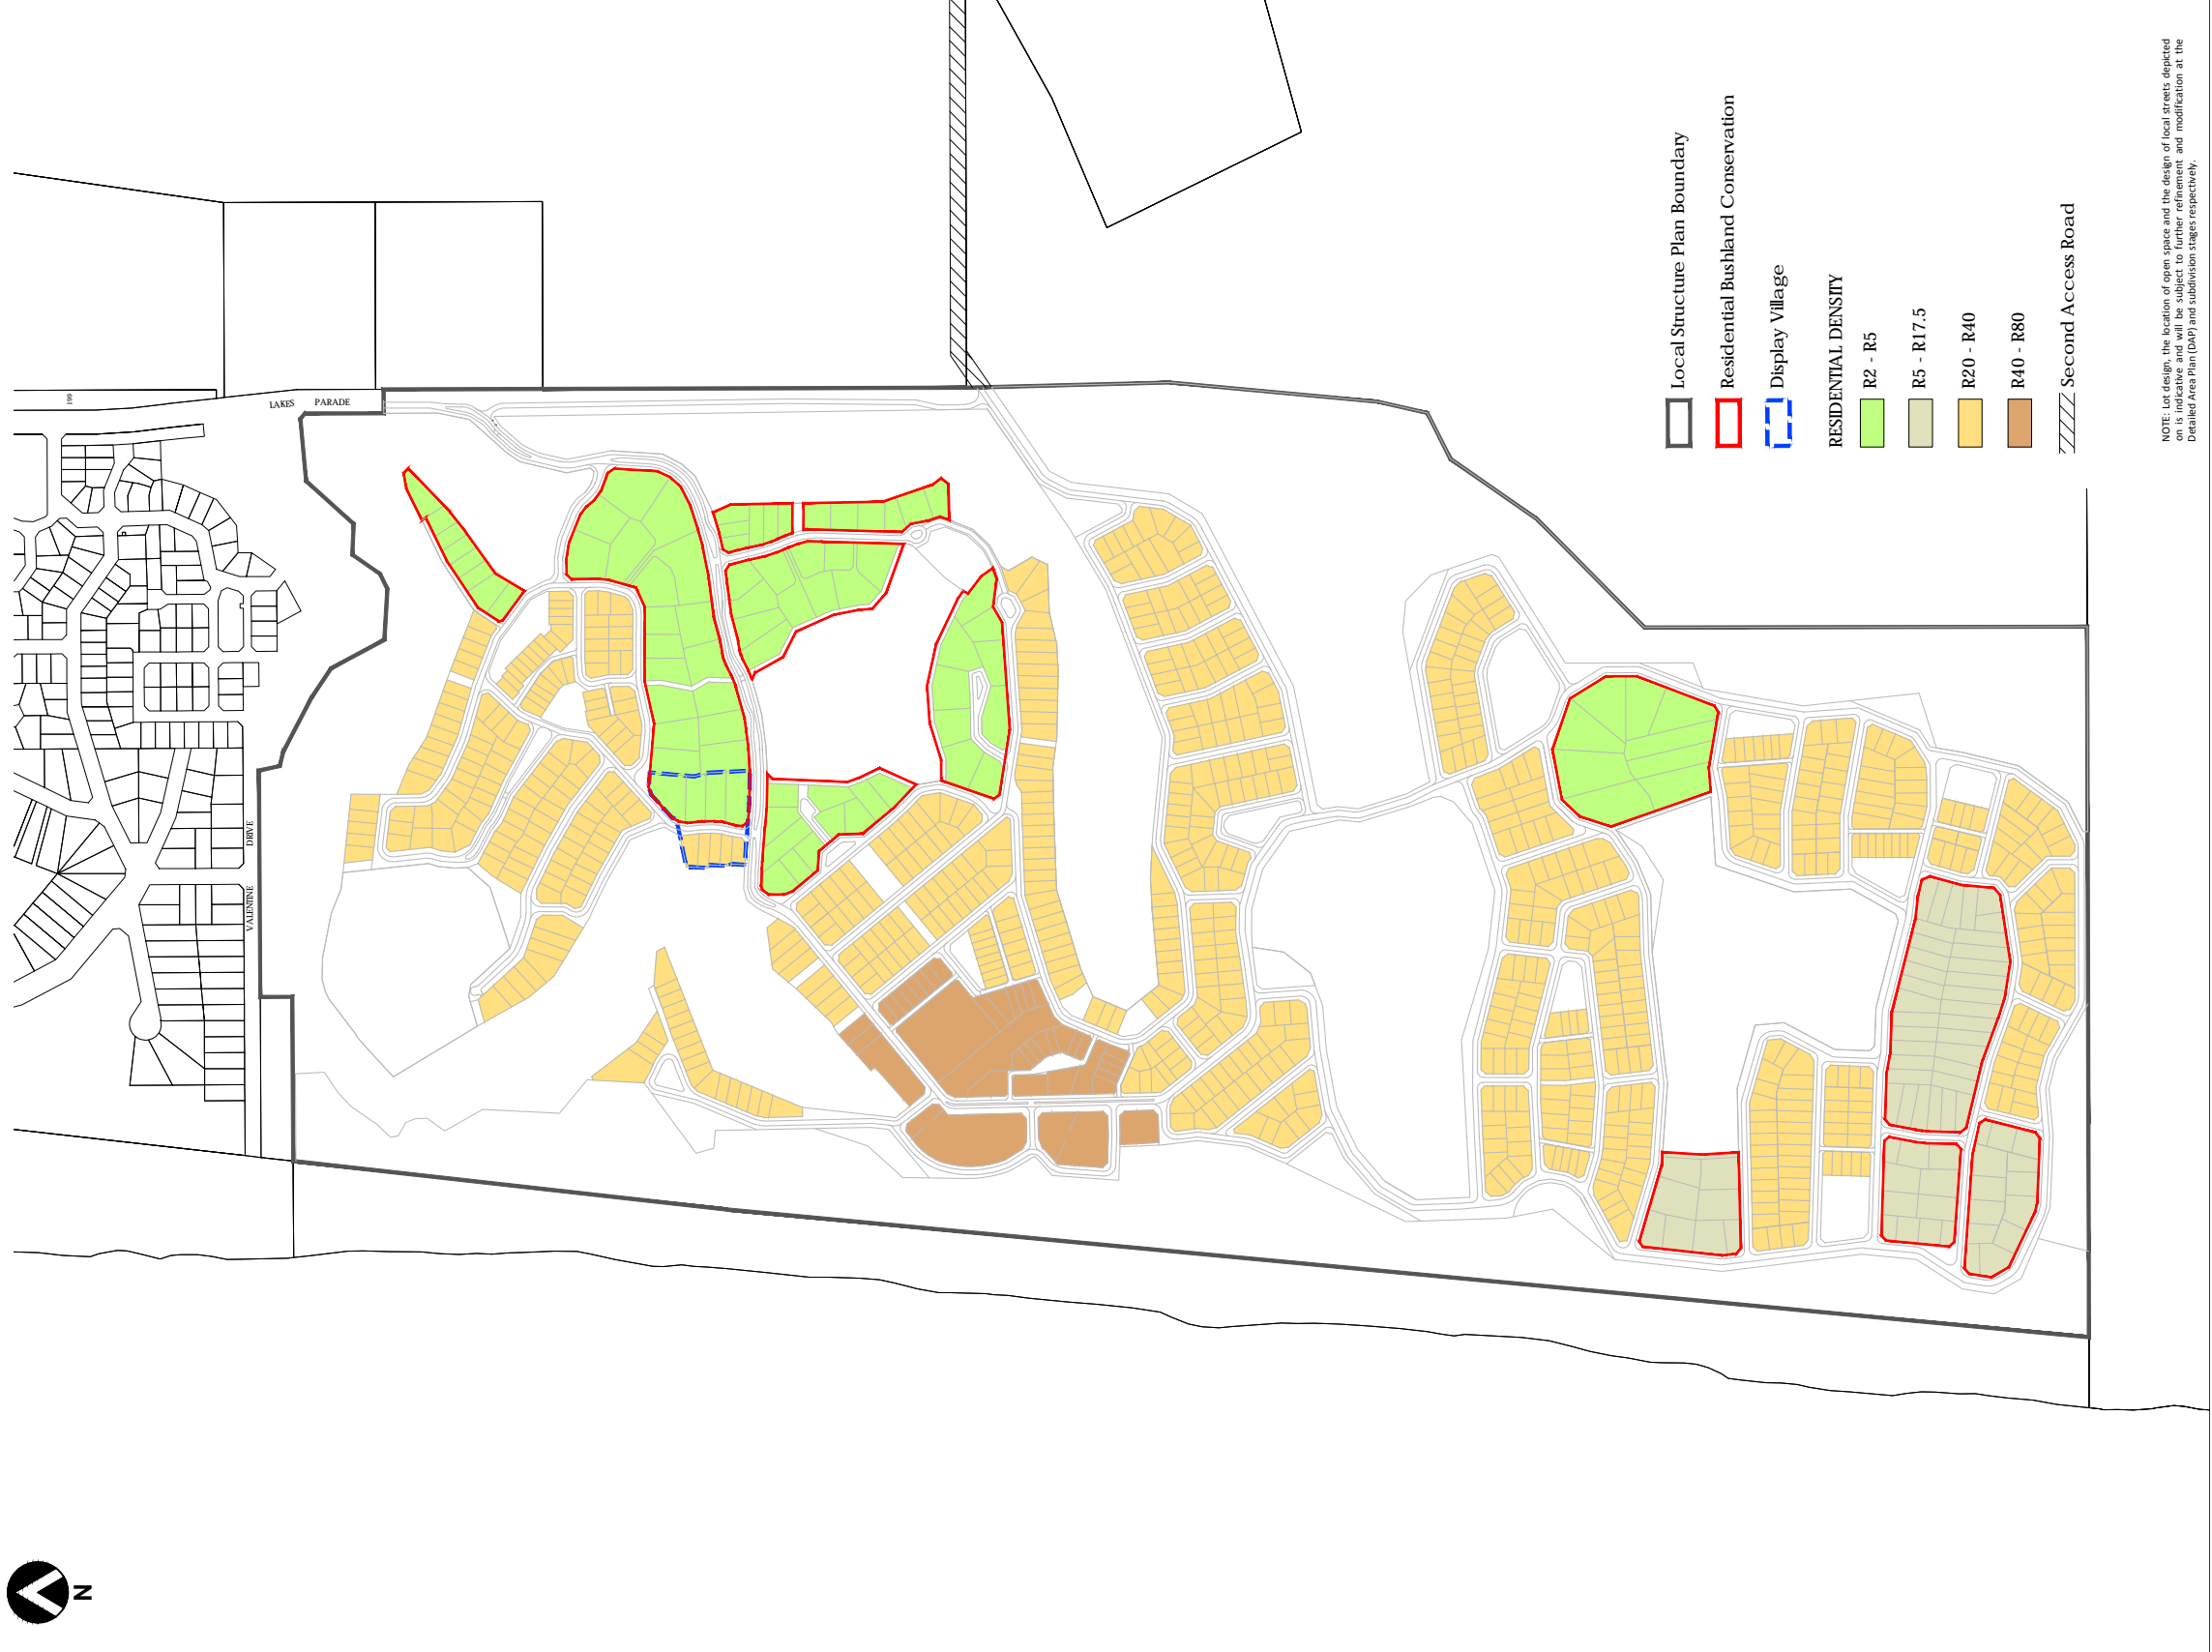 199
LAKES PARADE
VALENTINE DRIVE
Local Structure Plan Boundary
Residential Bushland Conservation
Display Village
RESIDENTIAL DENSITY
R2 - R5
R5 - R17.5
R20 - R40
R40 - R80
Second Access Road
NOTE: Lot design, the location of open space and the design of local streets depicted
on is indicative and will be subject to further refinement and modification at the
Detailed Area Plan (DAP) and subdivision stages respectively.
N